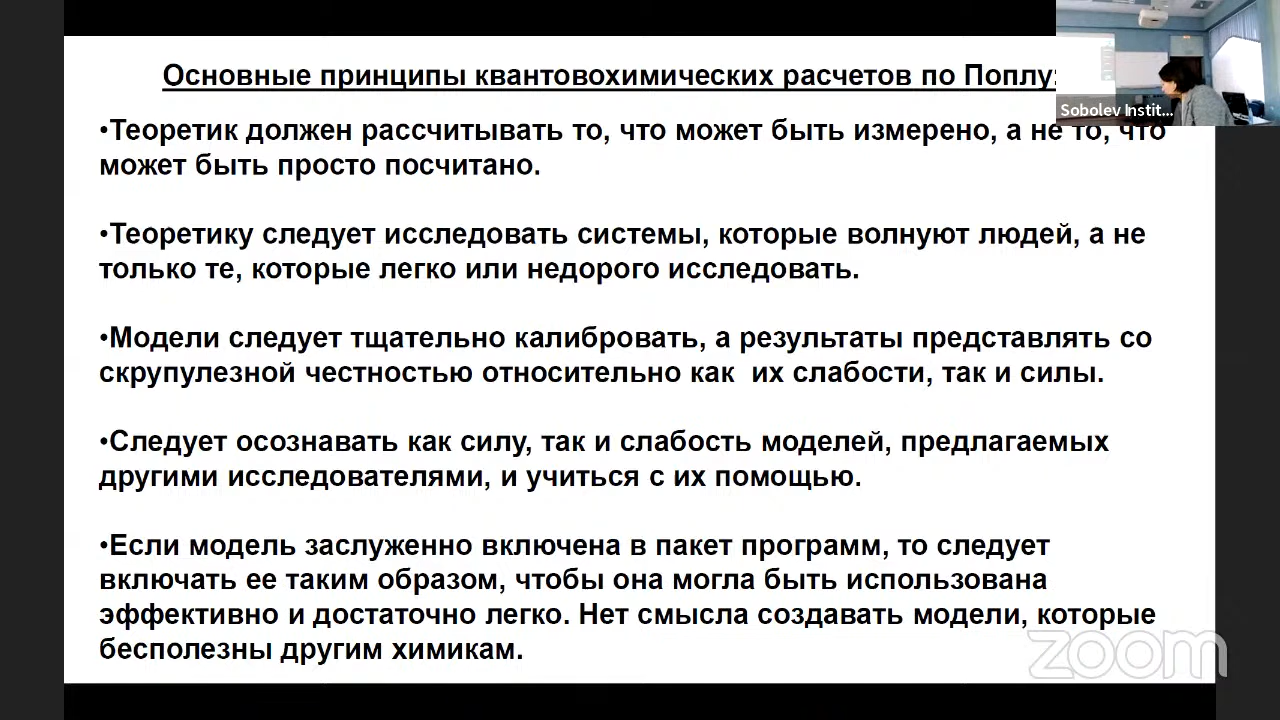 Основные принципы квантовохимических расчетов по Поплу:
Sobolev Instit...
•Теоретик должен рассчитывать то, что может быть измерено, а не то, что
может быть просто посчитано.
•Теоретику следует исследовать системы, которые волнуют людей, а не
только те, которые легко или недорого исследовать.
•Модели следует тщательно калибровать, а результаты представлять со
скрупулезной честностью относительно как их слабости, так и силы.
•Следует осознавать как силу, так и слабость моделей, предлагаемых
другими исследователями, и учиться с их помощью.
•Если модель заслуженно включена в пакет программ, то следует
включать ее таким образом, чтобы она могла быть использована
эффективно и достаточно легко. Нет смысла создавать модели, которые
бесполезны другим химикам.
zoom